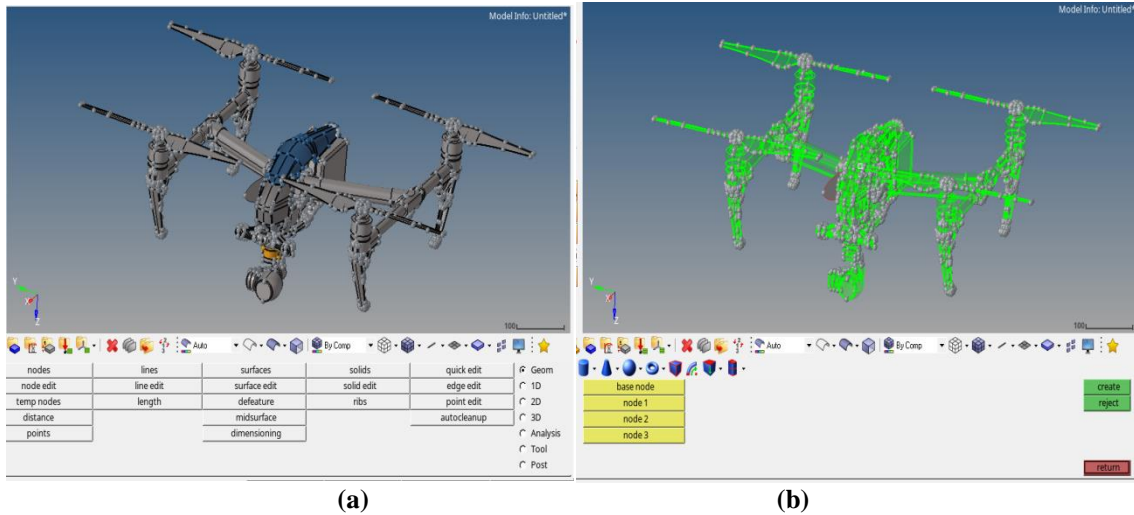 Model Info: Untitled*
Y
X
Z
100
Auto
By Comp
nodes lines surfaces solids quick edit Geom
node edit line edit surface edit solid edit edge edit 1D
temp nodes length defeature ribs point edit 2D
distance midsurface autocleanup 3D
points dimensioning Analysis
Tool
Post
(a)
Model Info: Untitled*
Y
X
Z
100
Auto
By Comp
base node create
node 1 reject
node 2
node 3
return
(b)